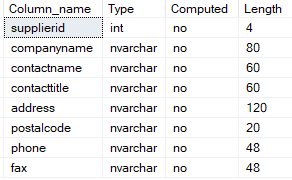 Column_name Type Computed Length
supplierid int no 4
companyname nvarchar no 80
contactname nvarchar no 60
contacttitle nvarchar no 60
address nvarchar no 120
postalcode nvarchar no 20
phone nvarchar no 48
fax nvarchar no 48